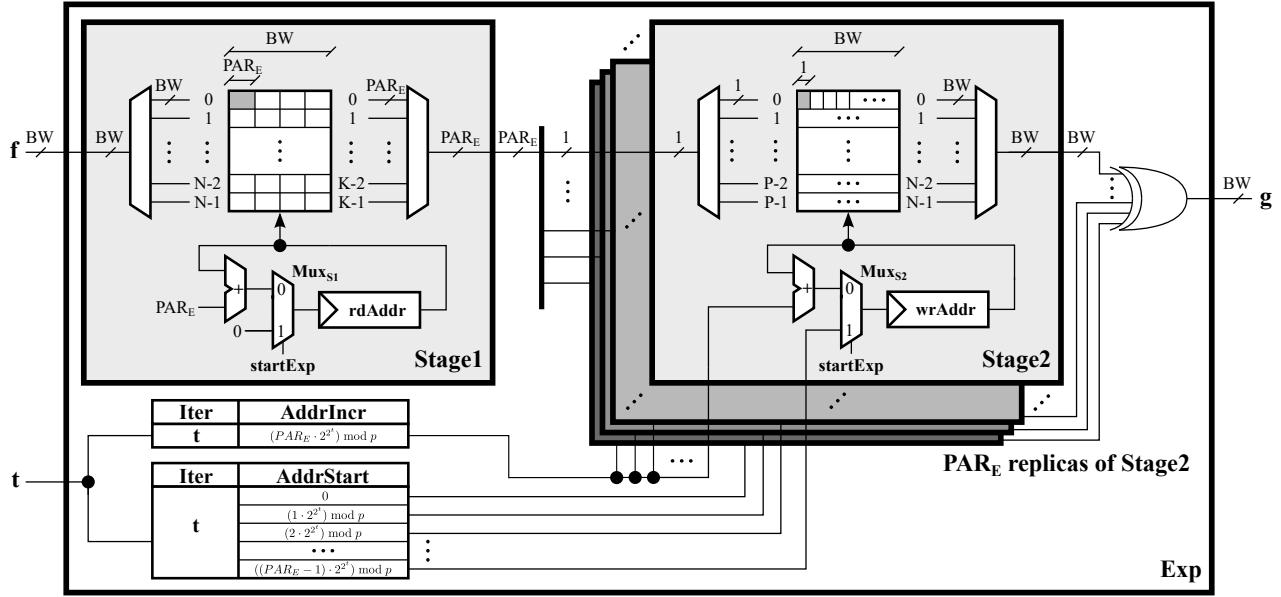 BW
PAR_E
f
BW
BW
BW
0
1
N-2
N-1
0
1
K-2
K-1
PAR_E
PAR_E
PAR_E
+
PAR_E
0
Mux_S1
0
1
startExp
rdAddr
Stage1
1
BW
1
1
1
0
1
P-2
P-1
0
1
N-2
N-1
BW
BW
BW
BW
g
+
Mux_S2
0
1
startExp
wrAddr
Stage2
PAR_E replicas of Stage2
t
Iter AddrIncr
t (PAR_E · 2^{2^t}) mod p
Iter AddrStart
t
0
(1 · 2^{2^t}) mod p
(2 · 2^{2^t}) mod p
...
((PAR_E − 1) · 2^{2^t}) mod p
Exp